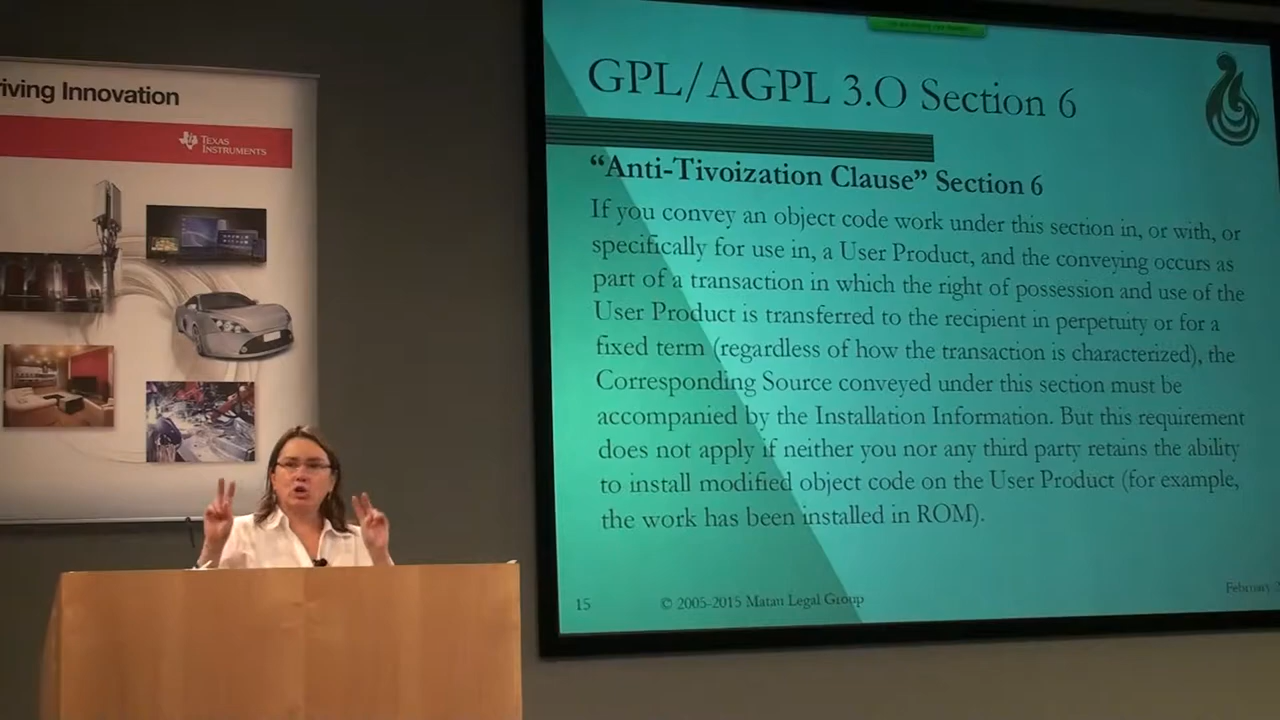 riving Innovation
TEXAS
INSTRUMENTS
GPL/AGPL 3.0 Section 6
“Anti-Tivoization Clause” Section 6
If you convey an object code work under this section in, or with, or
specifically for use in, a User Product, and the conveying occurs as
part of a transaction in which the right of possession and use of the
User Product is transferred to the recipient in perpetuity or for a
fixed term (regardless of how the transaction is characterized), the
Corresponding Source conveyed under this section must be
accompanied by the Installation Information. But this requirement
does not apply if neither you nor any third party retains the ability
to install modified object code on the User Product (for example,
the work has been installed in ROM).
15
© 2005-2015 Matau Legal Group
February